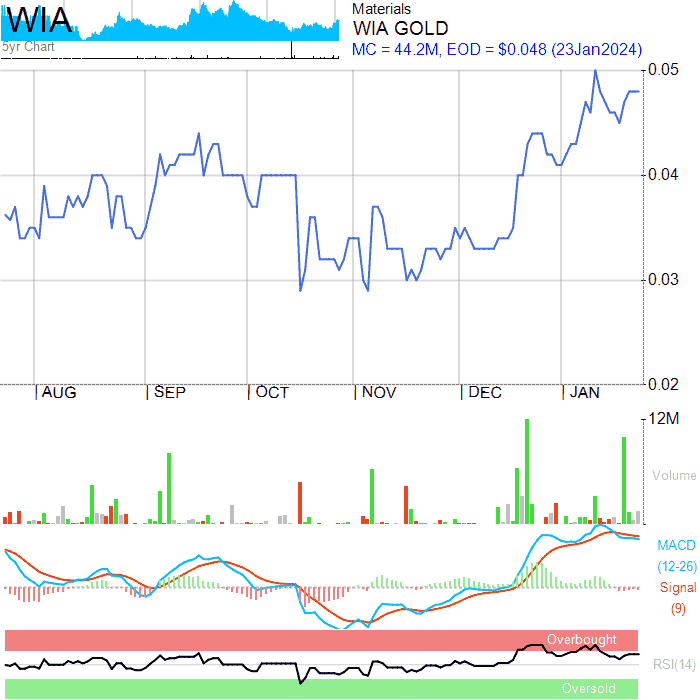 WIA
5yr Chart
Materials
WIA GOLD
MC = 44.2M, EOD = $0.048 (23Jan2024)
0.05
0.04
0.03
0.02
AUG SEP OCT NOV DEC JAN
12M
Volume
MACD
(12-26)
Signal
(9)
Overbought
RSI(14)
Oversold